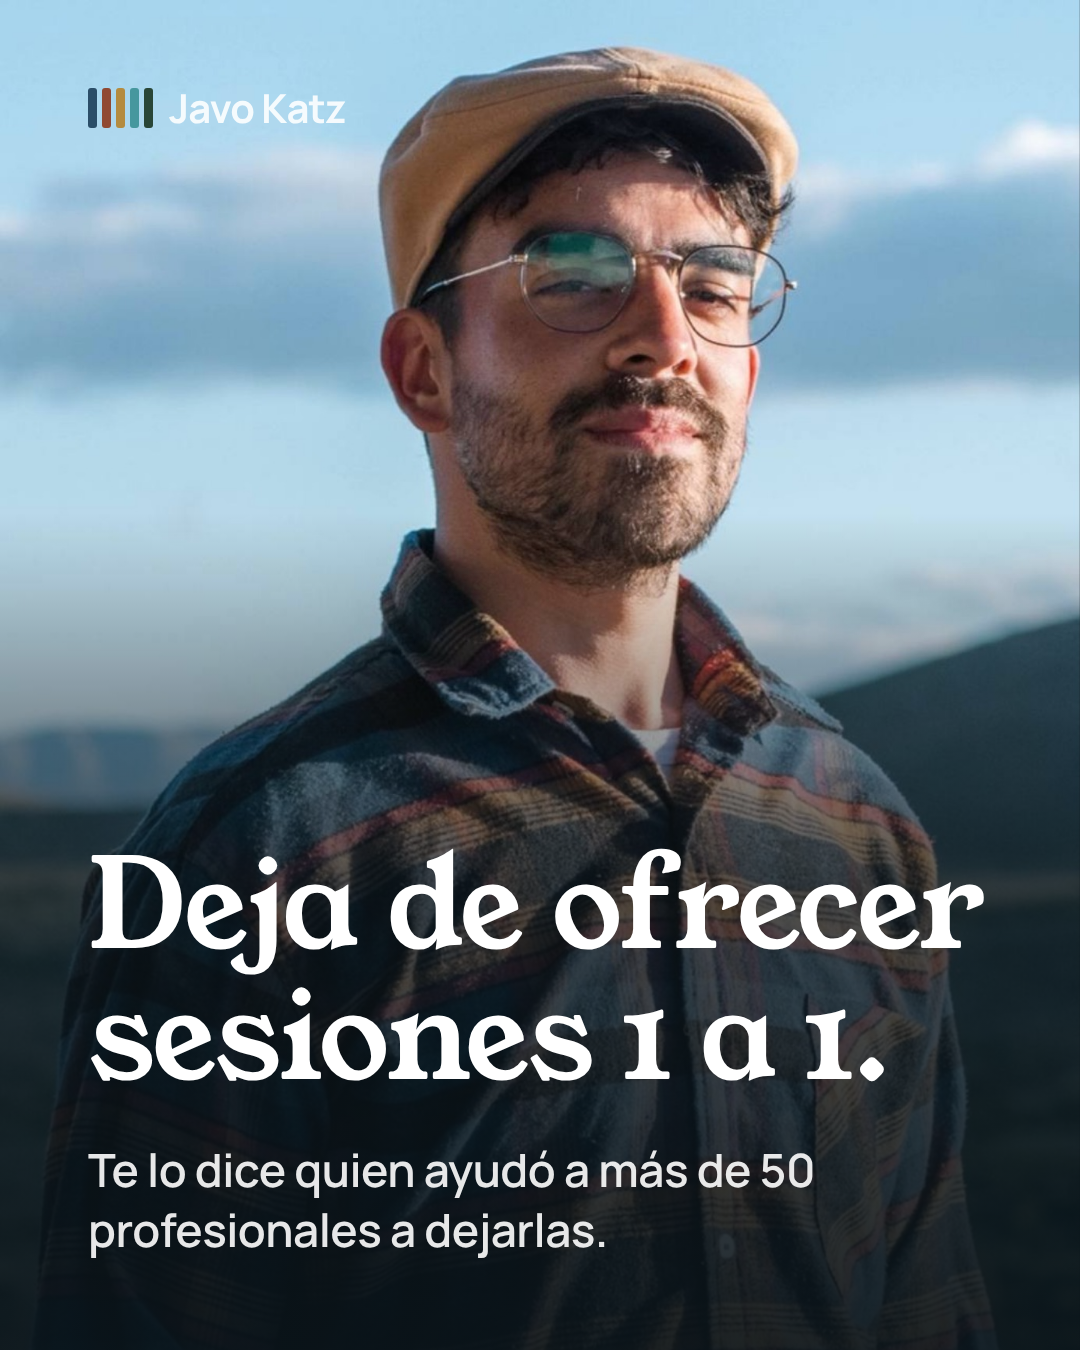 Javo Katz
Deja de ofrecer
sesiones 1 a 1.
Te lo dice quien ayudó a más de 50
profesionales a dejarlas.